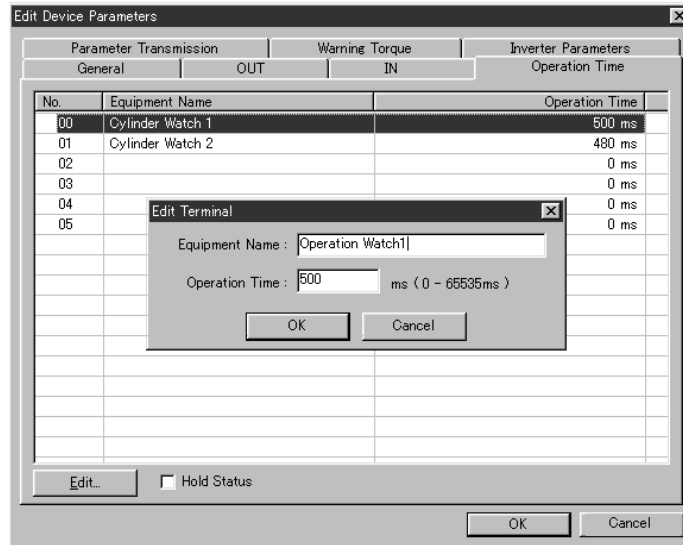 Edit Device Parameters
Parameter Transmission Warning Torque Inverter Parameters
General OUT IN Operation Time
No. Equipment Name Operation Time
00 Cylinder Watch 1 500 ms
01 Cylinder Watch 2 480 ms
02 0 ms
03 0 ms
04 0 ms
05 0 ms
Edit Terminal
Equipment Name : Operation Watch1
Operation Time : 500 ms ( 0 - 65535ms )
OK Cancel
Edit... Hold Status
OK Cancel